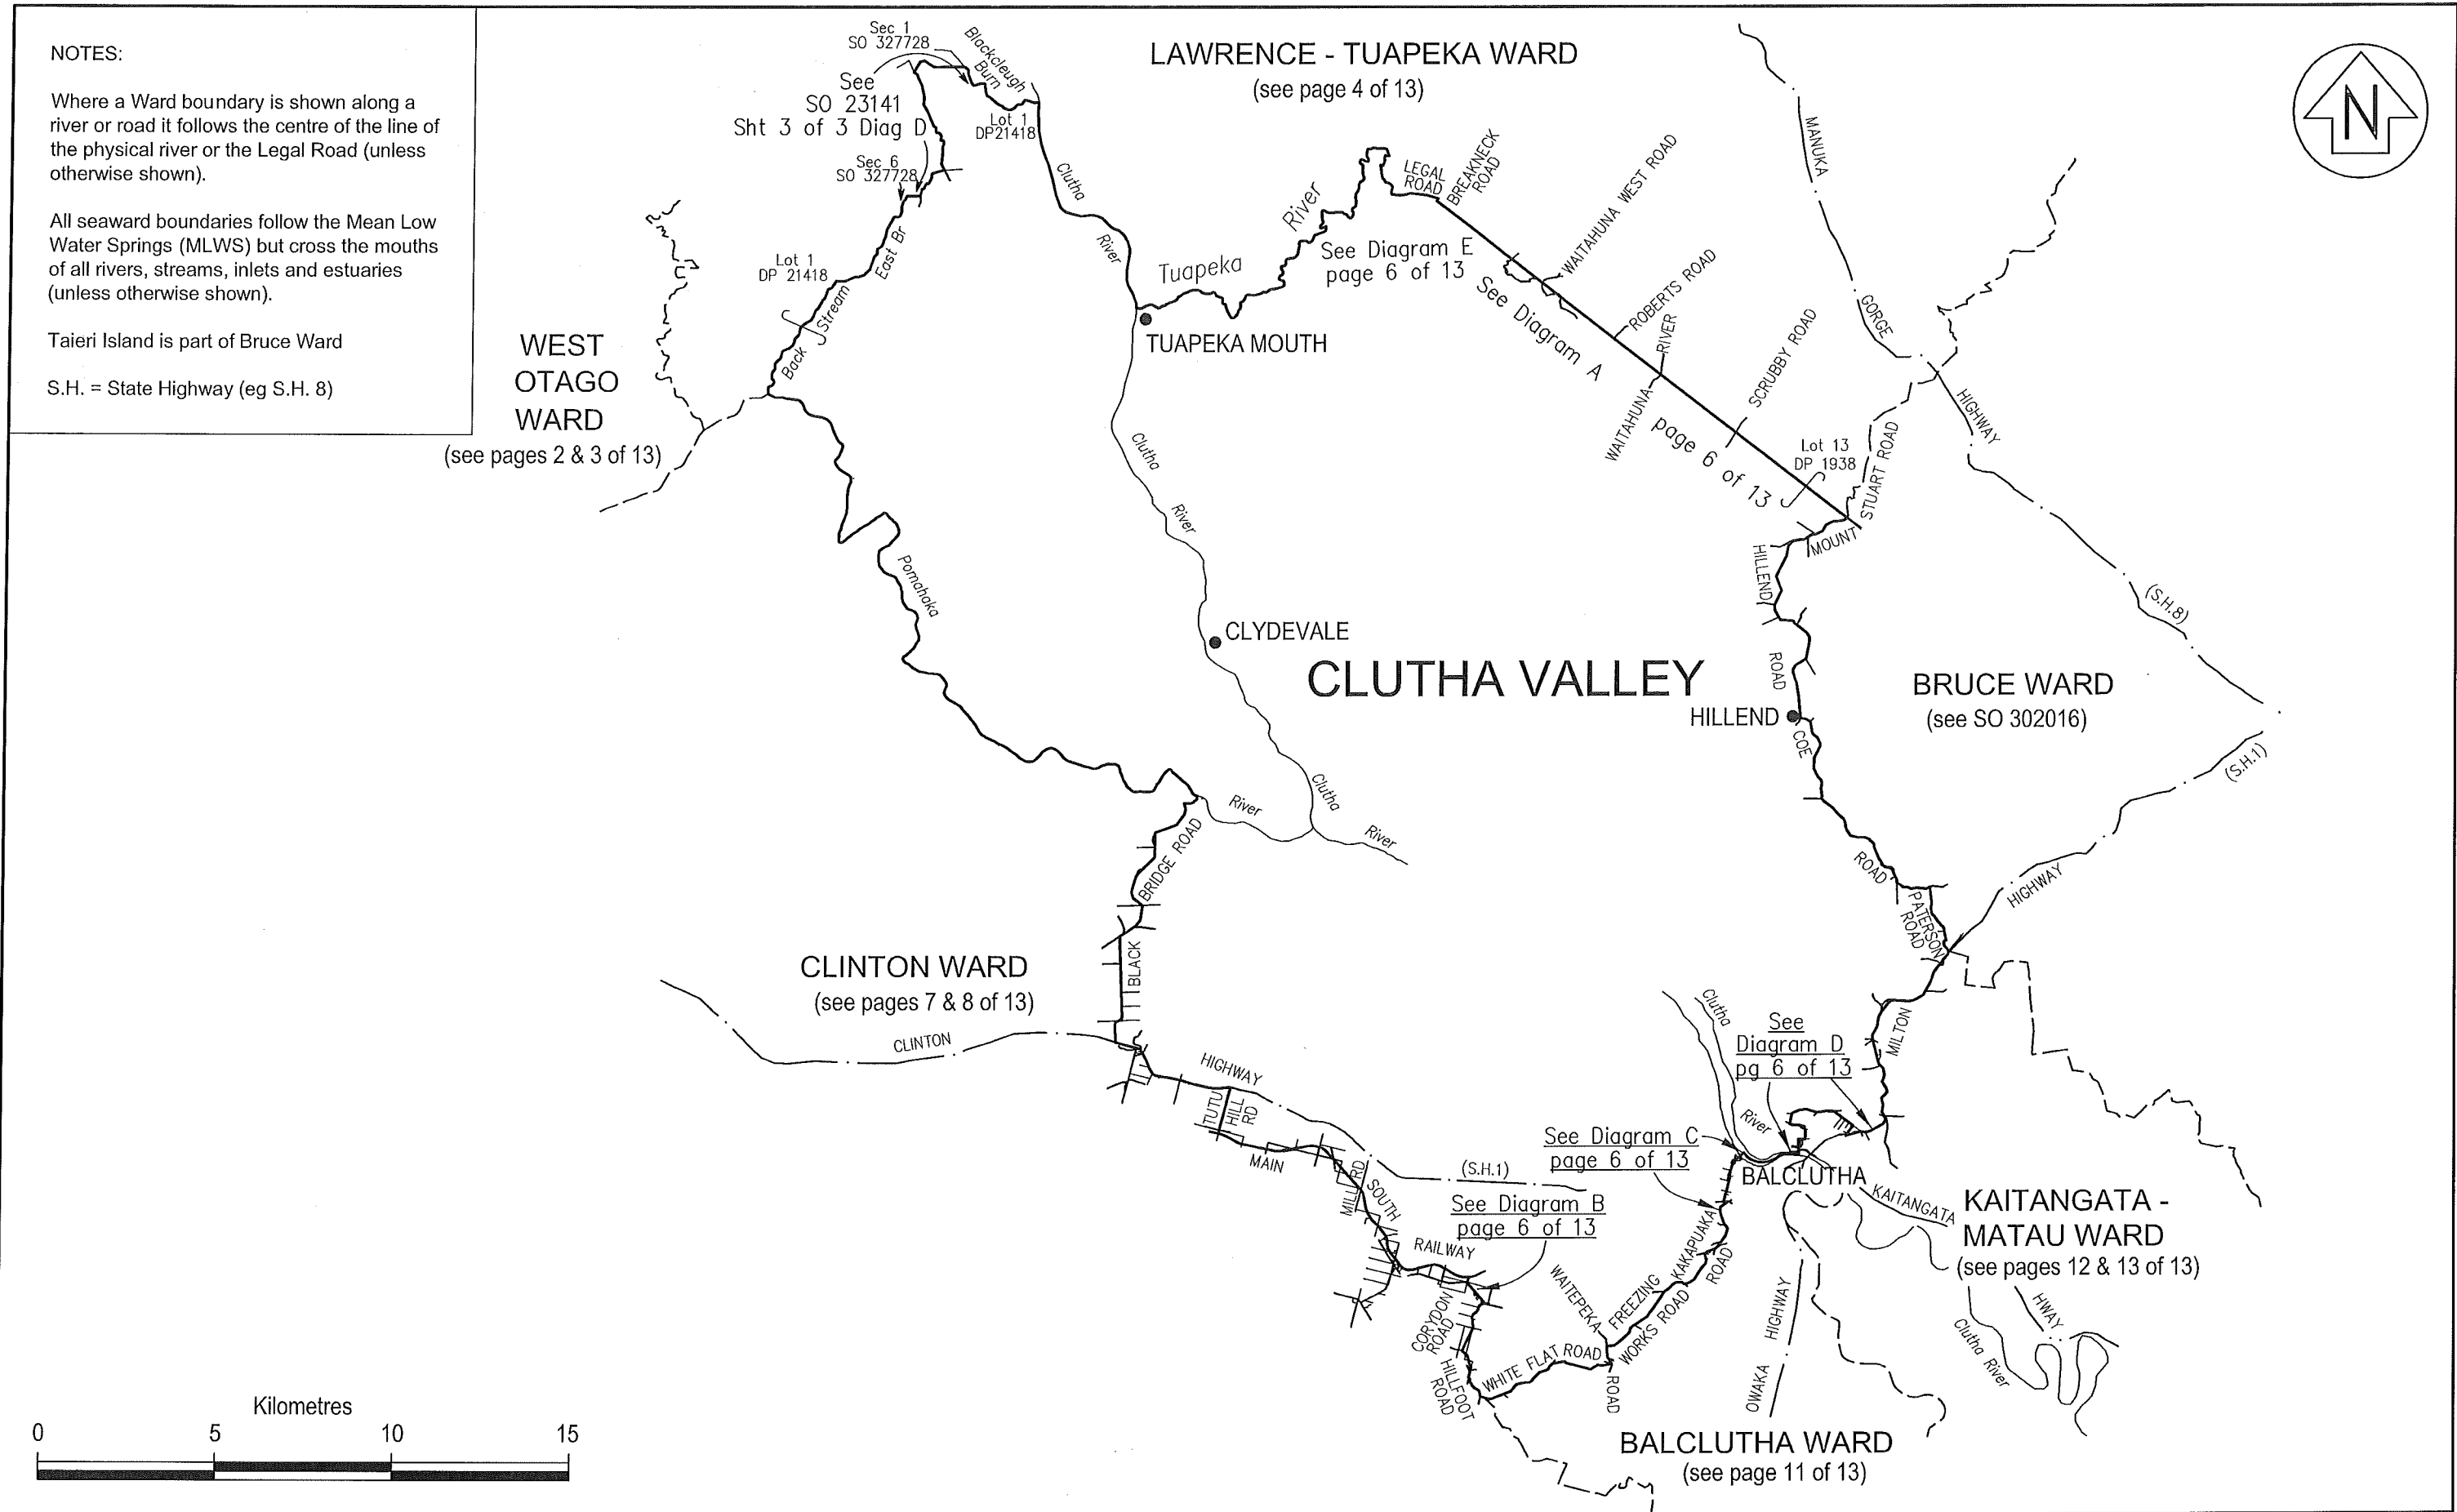 NOTES:
Where a Ward boundary is shown along a
river or road it follows the centre of the line of
the physical river or the Legal Road (unless
otherwise shown).
All seaward boundaries follow the Mean Low
Water Springs (MLWS) but cross the mouths
of all rivers, streams, inlets and estuaries
(unless otherwise shown).
Taieri Island is part of Bruce Ward
S.H. = State Highway (eg S.H. 8)
Sec 1
SO 327728
Blackcleugh
Burn
See
SO 23141
Sht 3 of 3 Diag D
Lot 1
DP21418
Sec 6
SO 327728
LAWRENCE - TUAPEKA WARD
(see page 4 of 13)
N
Clutha
River
East Br
Lot 1
DP 21418
Stream
Back
WEST
OTAGO
WARD
(see pages 2 & 3 of 13)
Tuapeka
River
TUAPEKA MOUTH
See Diagram E
page 6 of 13
LEGAL
ROAD
BREAKNECK
ROAD
WAITAHUNA WEST ROAD
ROBERTS ROAD
WAITAHUNA
RIVER
SCRUBBY ROAD
See Diagram A
page 6 of 13
Lot 13
DP 1938
MANUKA
GORGE
HIGHWAY
(S.H.8)
STUART ROAD
MOUNT
HILLEND
ROAD
Clutha
River
Pomahaka
CLYDEVALE
CLUTHA VALLEY
HILLEND
COE
ROAD
BRUCE WARD
(see SO 302016)
(S.H.1)
HIGHWAY
PATERSON
ROAD
Clutha
River
River
BRIDGE ROAD
BLACK
CLINTON WARD
(see pages 7 & 8 of 13)
CLINTON
HIGHWAY
TUTU
HILL
RD
MAIN
MILL RD
SOUTH
(S.H.1)
RAILWAY
See Diagram B
page 6 of 13
See Diagram C
page 6 of 13
Clutha
River
See
Diagram D
pg 6 of 13
MILTON
BALCLUTHA
KAITANGATA
KAITANGATA -
MATAU WARD
(see pages 12 & 13 of 13)
HWAY
Clutha River
KAKAPUAKA
ROAD
FREEZING
WORKS ROAD
WAITEPEKA
ROAD
WHITE FLAT ROAD
CORYDON
ROAD
HILLFOOT
ROAD
OWAKA
HIGHWAY
BALCLUTHA WARD
(see page 11 of 13)
Kilometres
0 5 10 15